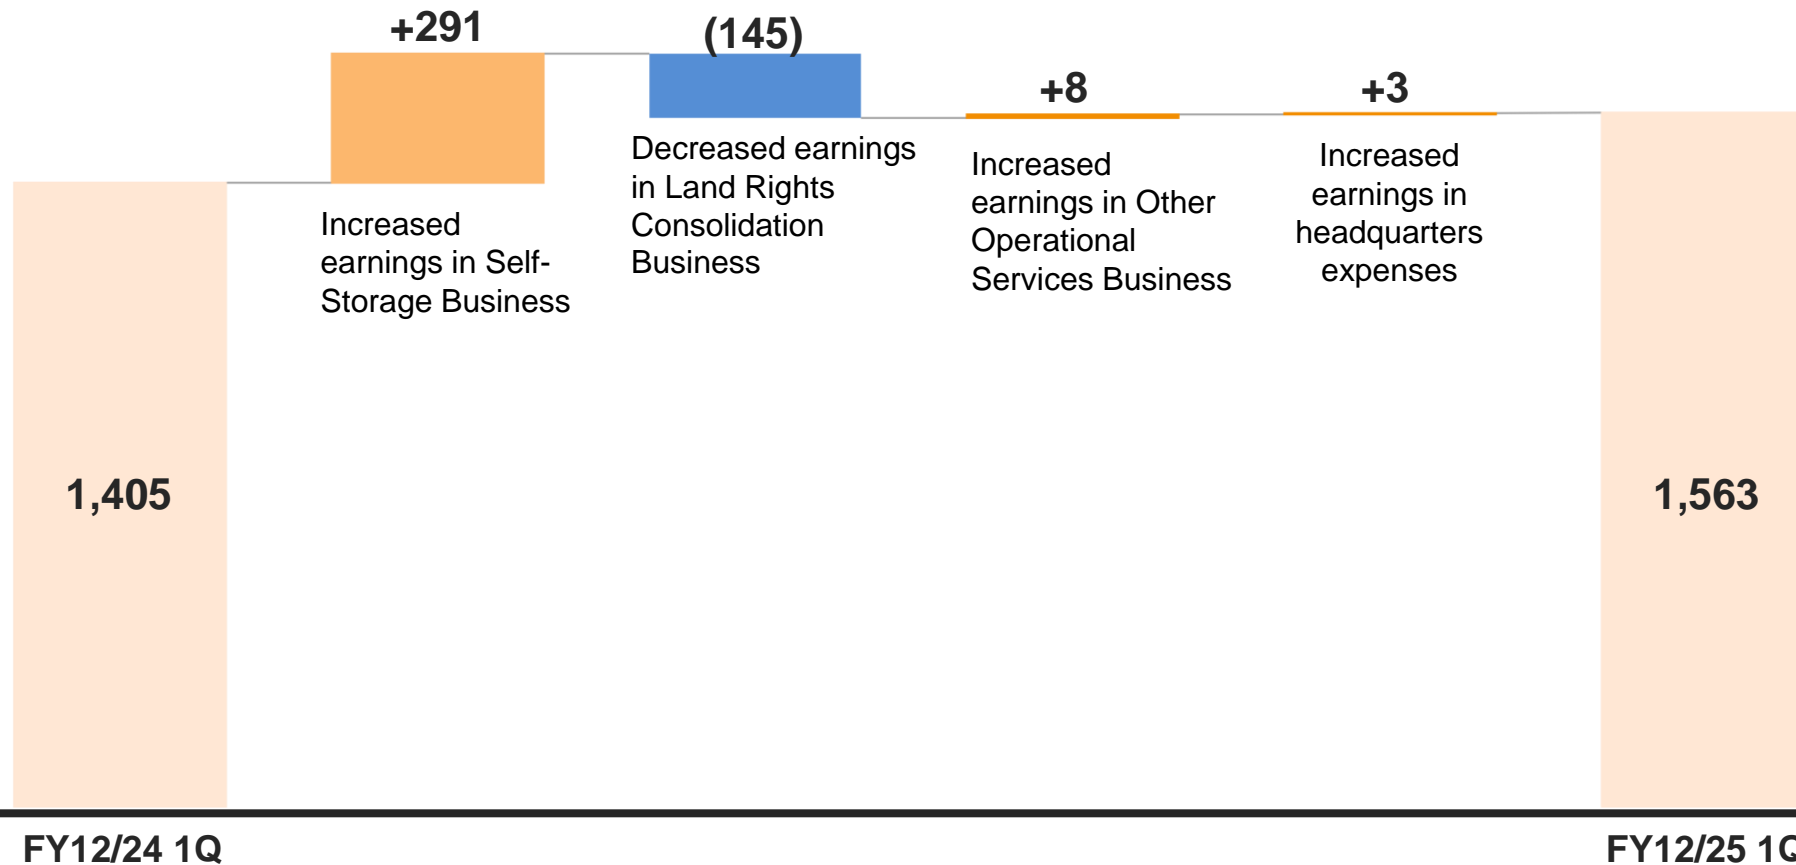 +291
(145)
+8
+3
Increased
earnings in Self-
Storage Business
Decreased earnings
in Land Rights
Consolidation
Business
Increased
earnings in Other
Operational
Services Business
Increased
earnings in
headquarters
expenses
1,405
1,563
FY12/24 1Q
FY12/25 1Q